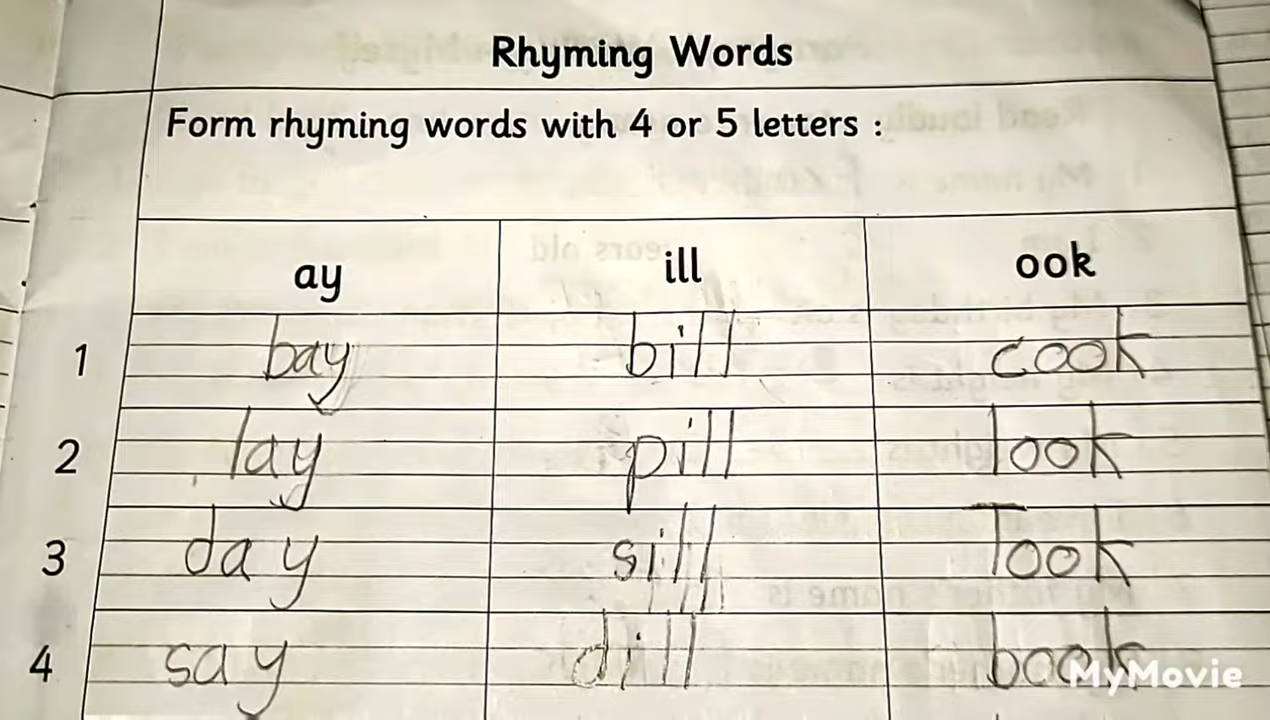 Rhyming Words
Form rhyming words with 4 or 5 letters :
ay ill ook
1 bay bill cook
2 lay pill look
3 day sill Took
4 say dill book
MyMovie